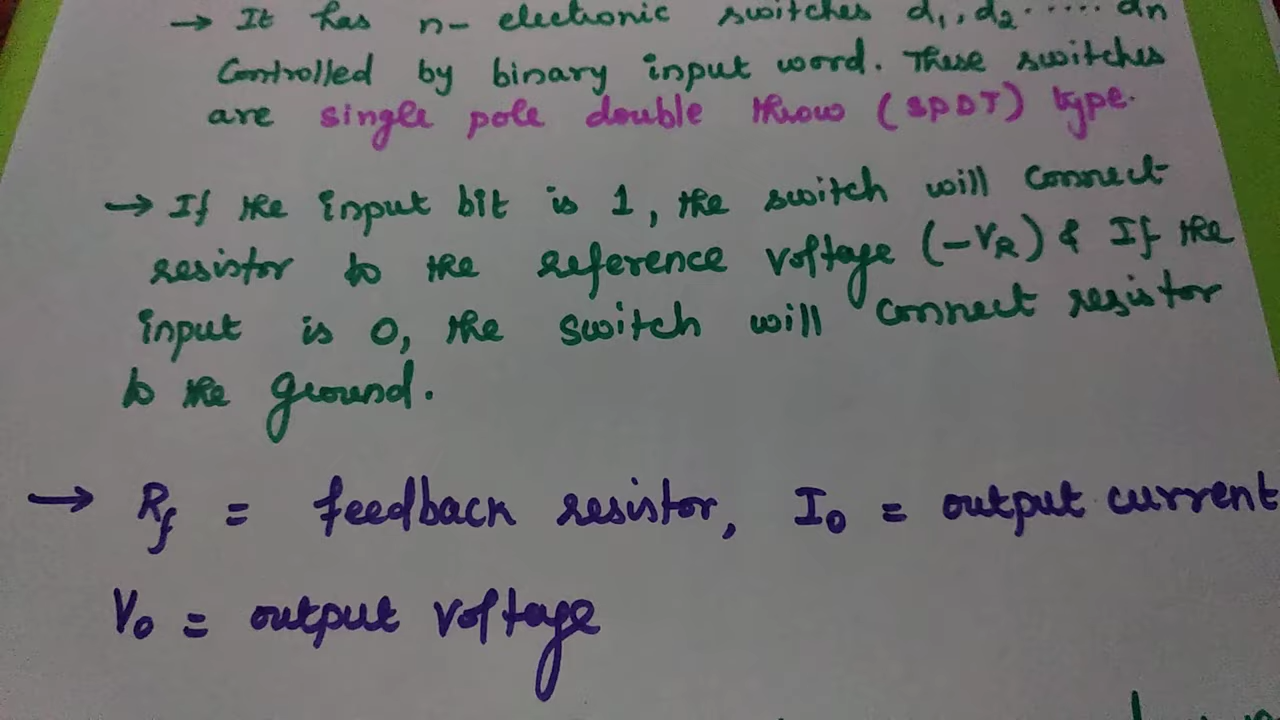 → It has n- electronic switches d₁, d₂ ..... dn
Controlled by binary input word. These switches
are single pole double throw (SPDT) type.
→ If the input bit is 1, the switch will connect
resistor to the reference voltage (-VR) & If the
input is 0, the switch will connect resistor
to the ground.
→ Rf = feedback resistor, Io = output current
Vo = output voltage